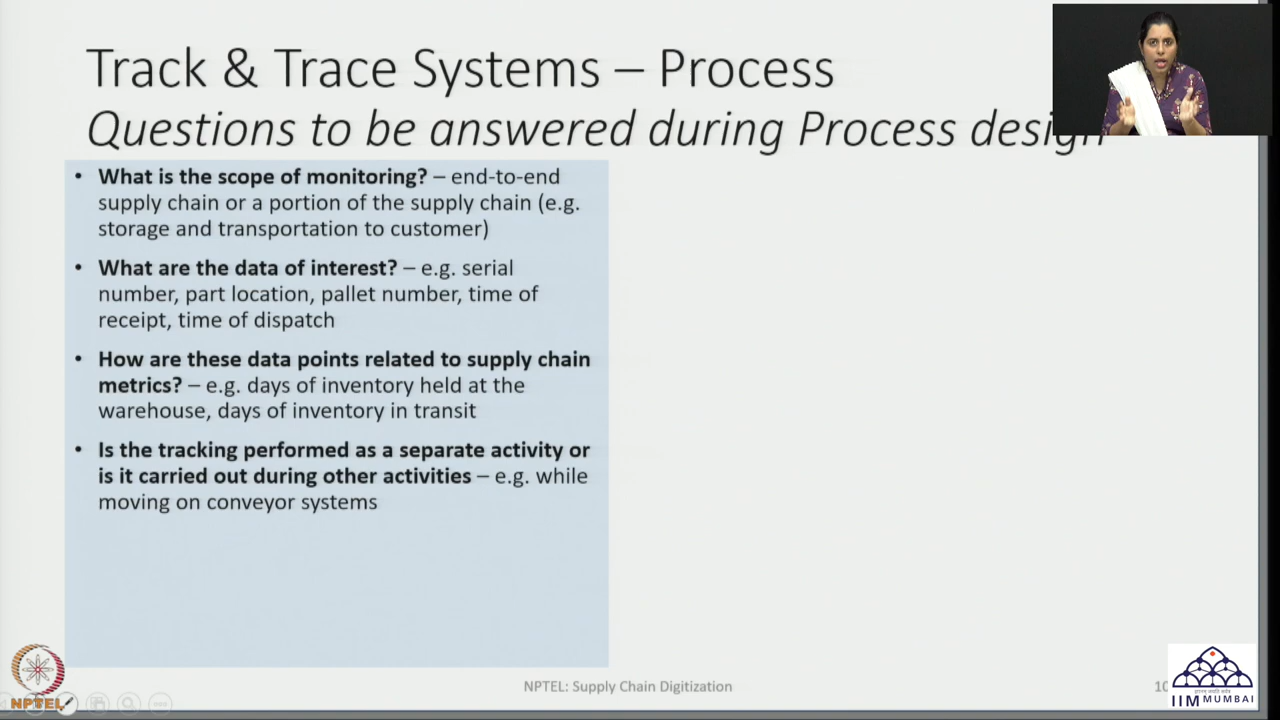 Track & Trace Systems – Process
Questions to be answered during Process design
• What is the scope of monitoring? – end-to-end
supply chain or a portion of the supply chain (e.g.
storage and transportation to customer)
• What are the data of interest? – e.g. serial
number, part location, pallet number, time of
receipt, time of dispatch
• How are these data points related to supply chain
metrics? – e.g. days of inventory held at the
warehouse, days of inventory in transit
• Is the tracking performed as a separate activity or
is it carried out during other activities – e.g. while
moving on conveyor systems
NPTEL
NPTEL: Supply Chain Digitization
10
IIM MUMBAI